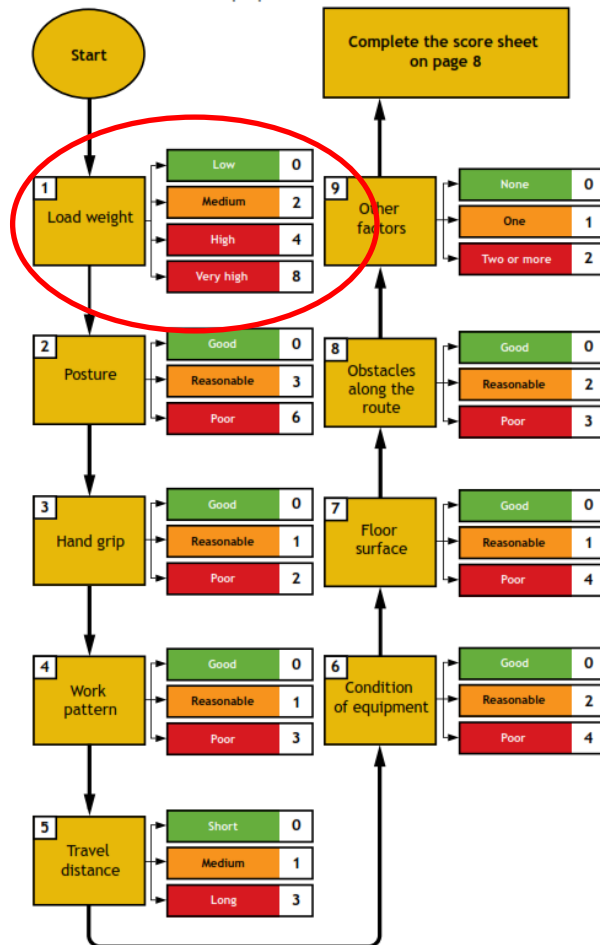 Start
1
Load weight
Low 0
Medium 2
High 4
Very high 8
2
Posture
Good 0
Reasonable 3
Poor 6
3
Hand grip
Good 0
Reasonable 1
Poor 2
4
Work
pattern
Good 0
Reasonable 1
Poor 3
5
Travel
distance
Short 0
Medium 1
Long 3
6
Condition
of equipment
Good 0
Reasonable 2
Poor 4
7
Floor
surface
Good 0
Reasonable 1
Poor 4
8
Obstacles
along the
route
Good 0
Reasonable 2
Poor 3
9
Other
factors
None 0
One 1
Two or more 2
Complete the score sheet
on page 8